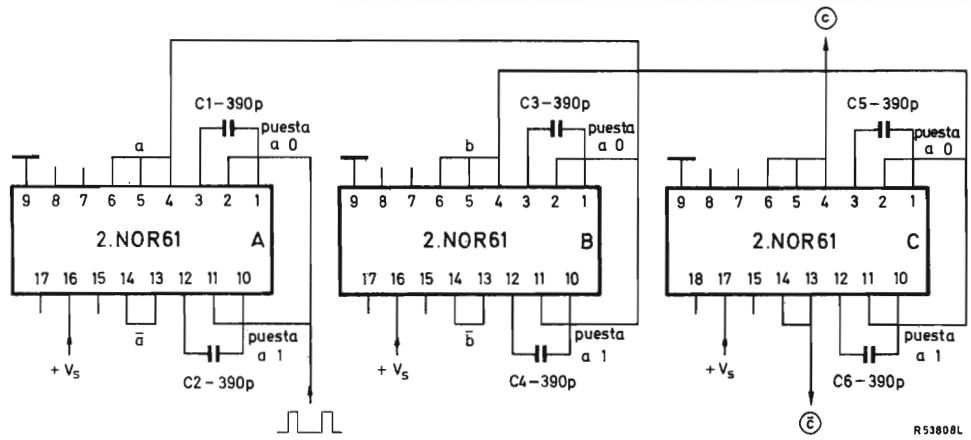 C
C1-390p
puesta
a 0
a
9 8 7 6 5 4 3 2 1
2.NOR61 A
17 16 15 14 13 12 11 10
a̅
puesta
a 1
+ Vs
C2-390p
C3-390p
puesta
a 0
b
9 8 7 6 5 4 3 2 1
2.NOR61 B
17 16 15 14 13 12 11 10
b̅
puesta
a 1
+ Vs
C4-390p
C5-390p
puesta
a 0
9 8 7 6 5 4 3 2 1
2.NOR61 C
18 17 15 14 13 12 11 10
puesta
a 1
+ Vs
C6-390p
c̅
R53808L